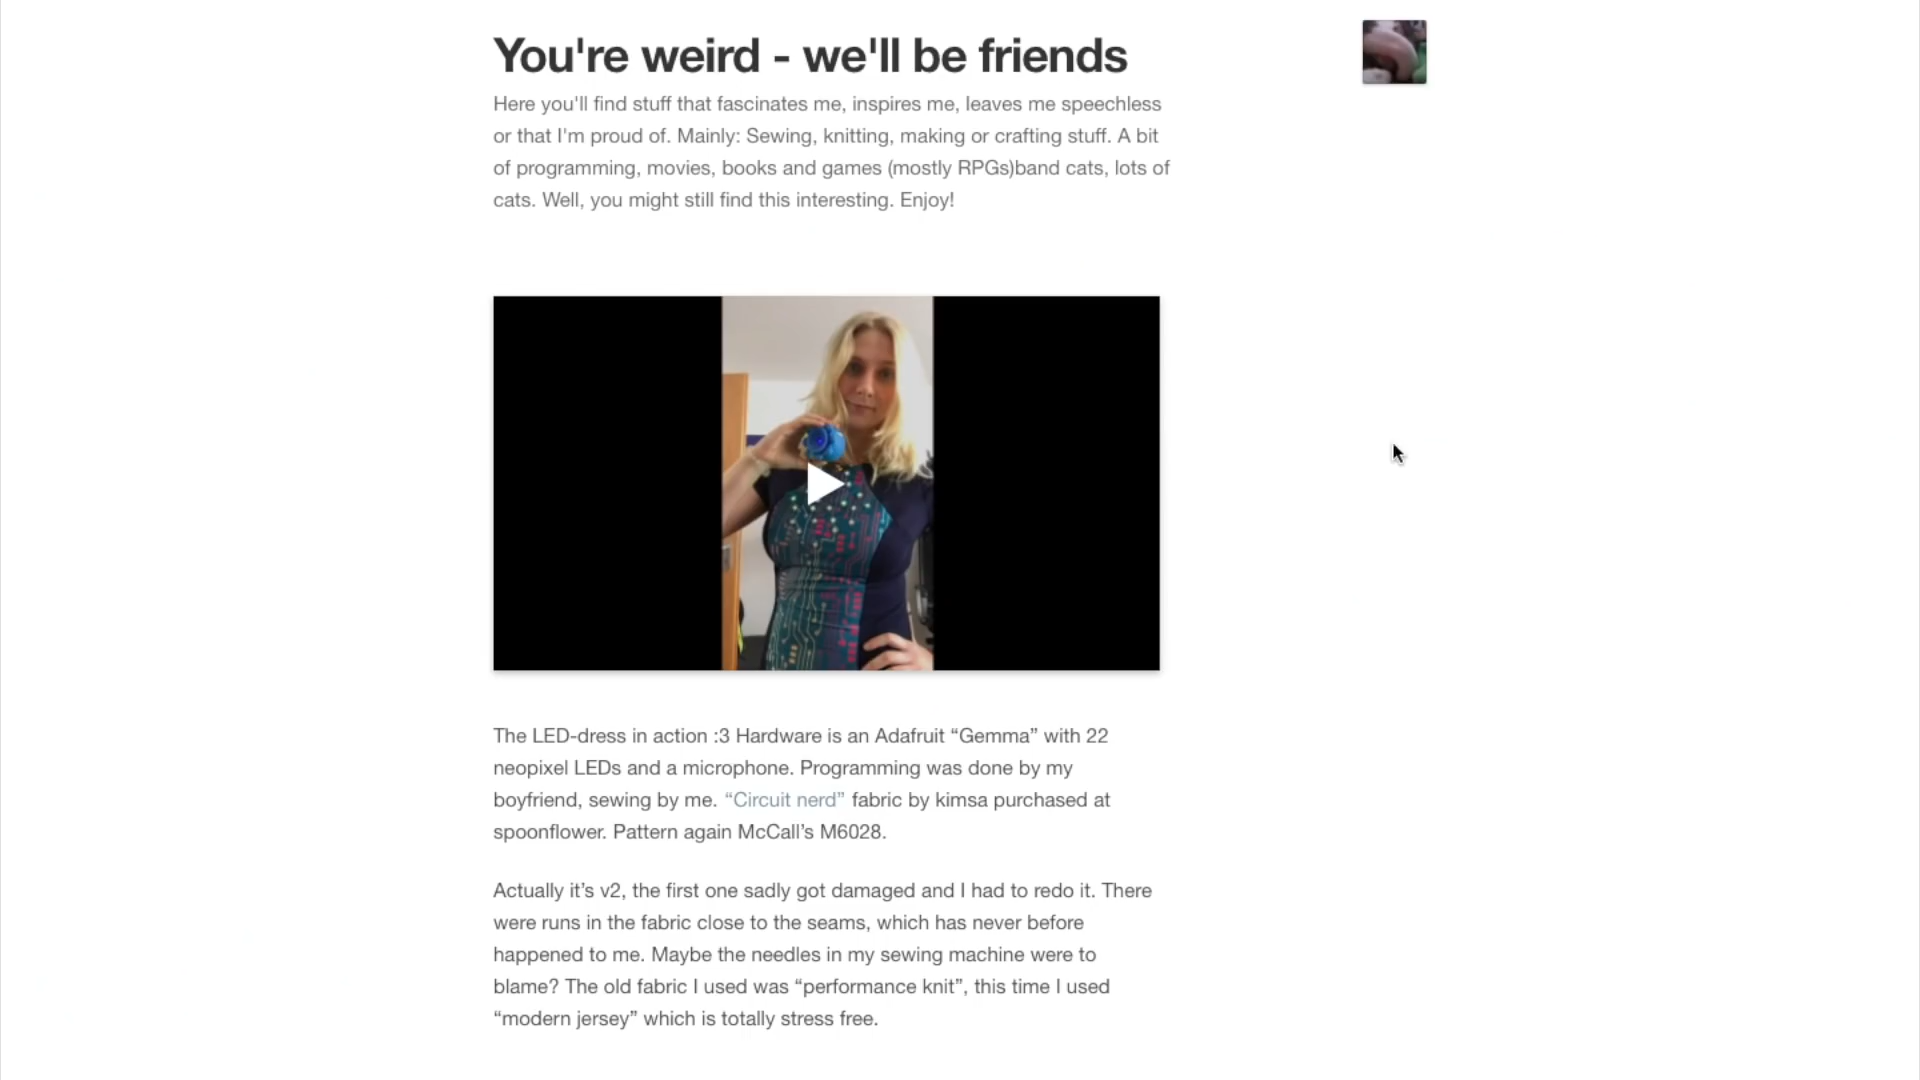 You're weird - we'll be friends
Here you'll find stuff that fascinates me, inspires me, leaves me speechless
or that I'm proud of. Mainly: Sewing, knitting, making or crafting stuff. A bit
of programming, movies, books and games (mostly RPGs)band cats, lots of
cats. Well, you might still find this interesting. Enjoy!
The LED-dress in action :3 Hardware is an Adafruit “Gemma” with 22
neopixel LEDs and a microphone. Programming was done by my
boyfriend, sewing by me. “Circuit nerd” fabric by kimsa purchased at
spoonflower. Pattern again McCall’s M6028.
Actually it’s v2, the first one sadly got damaged and I had to redo it. There
were runs in the fabric close to the seams, which has never before
happened to me. Maybe the needles in my sewing machine were to
blame? The old fabric I used was “performance knit”, this time I used
“modern jersey” which is totally stress free.